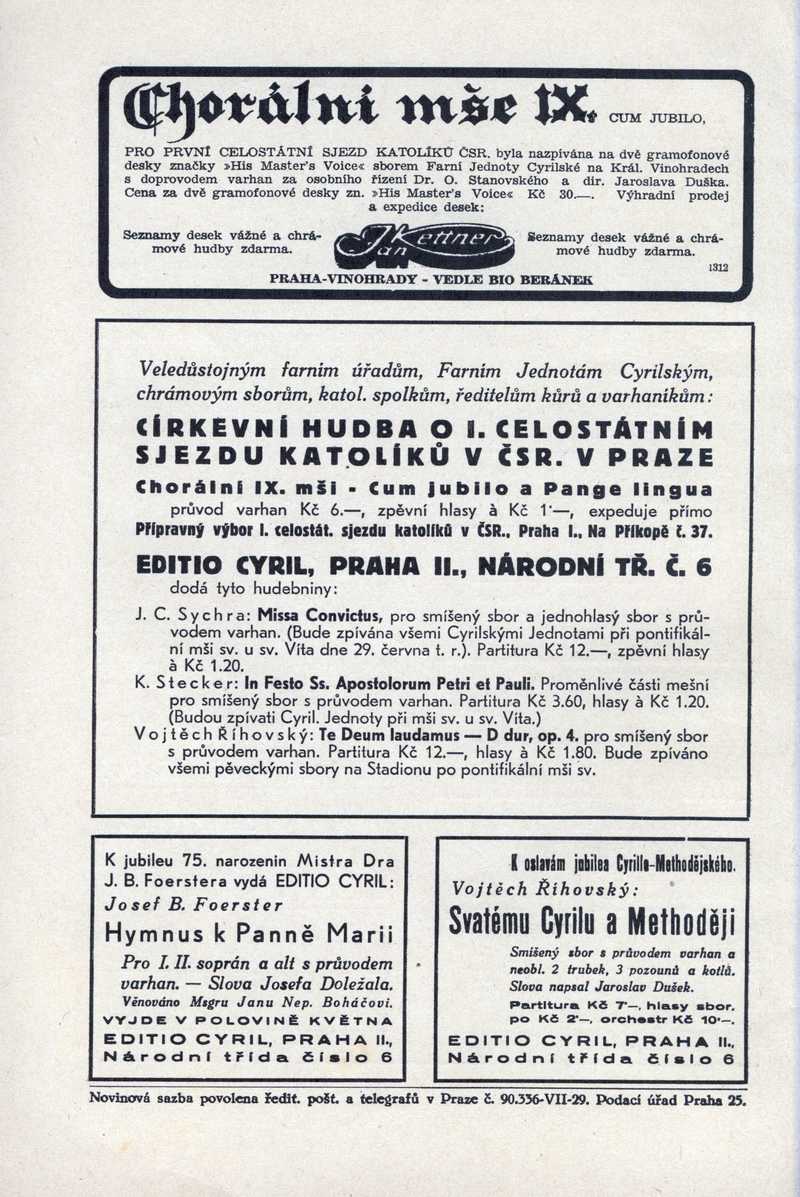 Chorální mše IX. CUM JUBILO,
PRO PRVNÍ CELOSTÁTNÍ SJEZD KATOLÍKŮ ČSR. byla nazpívána na dvě gramofonové
desky značky »His Master's Voice« sborem Farní Jednoty Cyrilské na Král. Vinohradech
s doprovodem varhan za osobního řízení Dr. O. Stanovského a dir. Jaroslava Duška.
Cena za dvě gramofonové desky zn. »His Master's Voice« Kč 30.—. Výhradní prodej
a expedice desek:
Seznamy desek vážné a chrá-
mové hudby zdarma.
Jan Kettner
Seznamy desek vážné a chrá-
mové hudby zdarma.
1312
PRAHA-VINOHRADY - VEDLE BIO BERÁNEK
Veledůstojným farním úřadům, Farním Jednotám Cyrilským,
chrámovým sborům, katol. spolkům, ředitelům kůrů a varhaníkům:
CÍRKEVNÍ HUDBA O I. CELOSTÁTNÍM
SJEZDU KATOLÍKŮ V ČSR. V PRAZE
Chorální IX. mši - Cum jubilo a Pange lingua
průvod varhan Kč 6.—, zpěvní hlasy à Kč 1·—, expeduje přímo
Přípravný výbor I. celostát. sjezdu katolíků v ČSR., Praha I., Na Příkopě č. 37.
EDITIO CYRIL, PRAHA II., NÁRODNÍ TŘ. Č. 6
dodá tyto hudebniny:
J. C. Sychra: Missa Convictus, pro smíšený sbor a jednohlasý sbor s prů-
vodem varhan. (Bude zpívána všemi Cyrilskými Jednotami při pontifikál-
ní mši sv. u sv. Víta dne 29. června t. r.). Partitura Kč 12.—, zpěvní hlasy
à Kč 1.20.
K. Stecker: In Festo Ss. Apostolorum Petri et Pauli. Proměnlivé části mešní
pro smíšený sbor s průvodem varhan. Partitura Kč 3.60, hlasy à Kč 1.20.
(Budou zpívati Cyril. Jednoty při mši sv. u sv. Víta.)
Vojtěch Říhovský: Te Deum laudamus — D dur, op. 4. pro smíšený sbor
s průvodem varhan. Partitura Kč 12.—, hlasy à Kč 1.80. Bude zpíváno
všemi pěveckými sbory na Stadionu po pontifikální mši sv.
K jubileu 75. narozenin Mistra Dra
J. B. Foerstera vydá EDITIO CYRIL:
Josef B. Foerster
Hymnus k Panně Marii
Pro I. II. soprán a alt s průvodem
varhan. — Slova Josefa Doležala.
Věnováno Msgru Janu Nep. Boháčovi.
VYJDE V POLOVINĚ KVĚTNA
EDITIO CYRIL, PRAHA II.,
Národní třída číslo 6
K oslavám jubilea Cyrillo-Methodějského.
Vojtěch Říhovský:
Svatému Cyrilu a Methoději
Smíšený sbor s průvodem varhan a
neobl. 2 trubek, 3 pozounů a kotlů.
Slova napsal Jaroslav Dušek.
Partitura Kč 7·—, hlasy sbor.
po Kč 2·—, orchestr Kč 10·—.
EDITIO CYRIL, PRAHA II.,
Národní třída číslo 6
Novinová sazba povolena ředit. pošt. a telegrafů v Praze č. 90.336-VII-29. Podací úřad Praha 25.